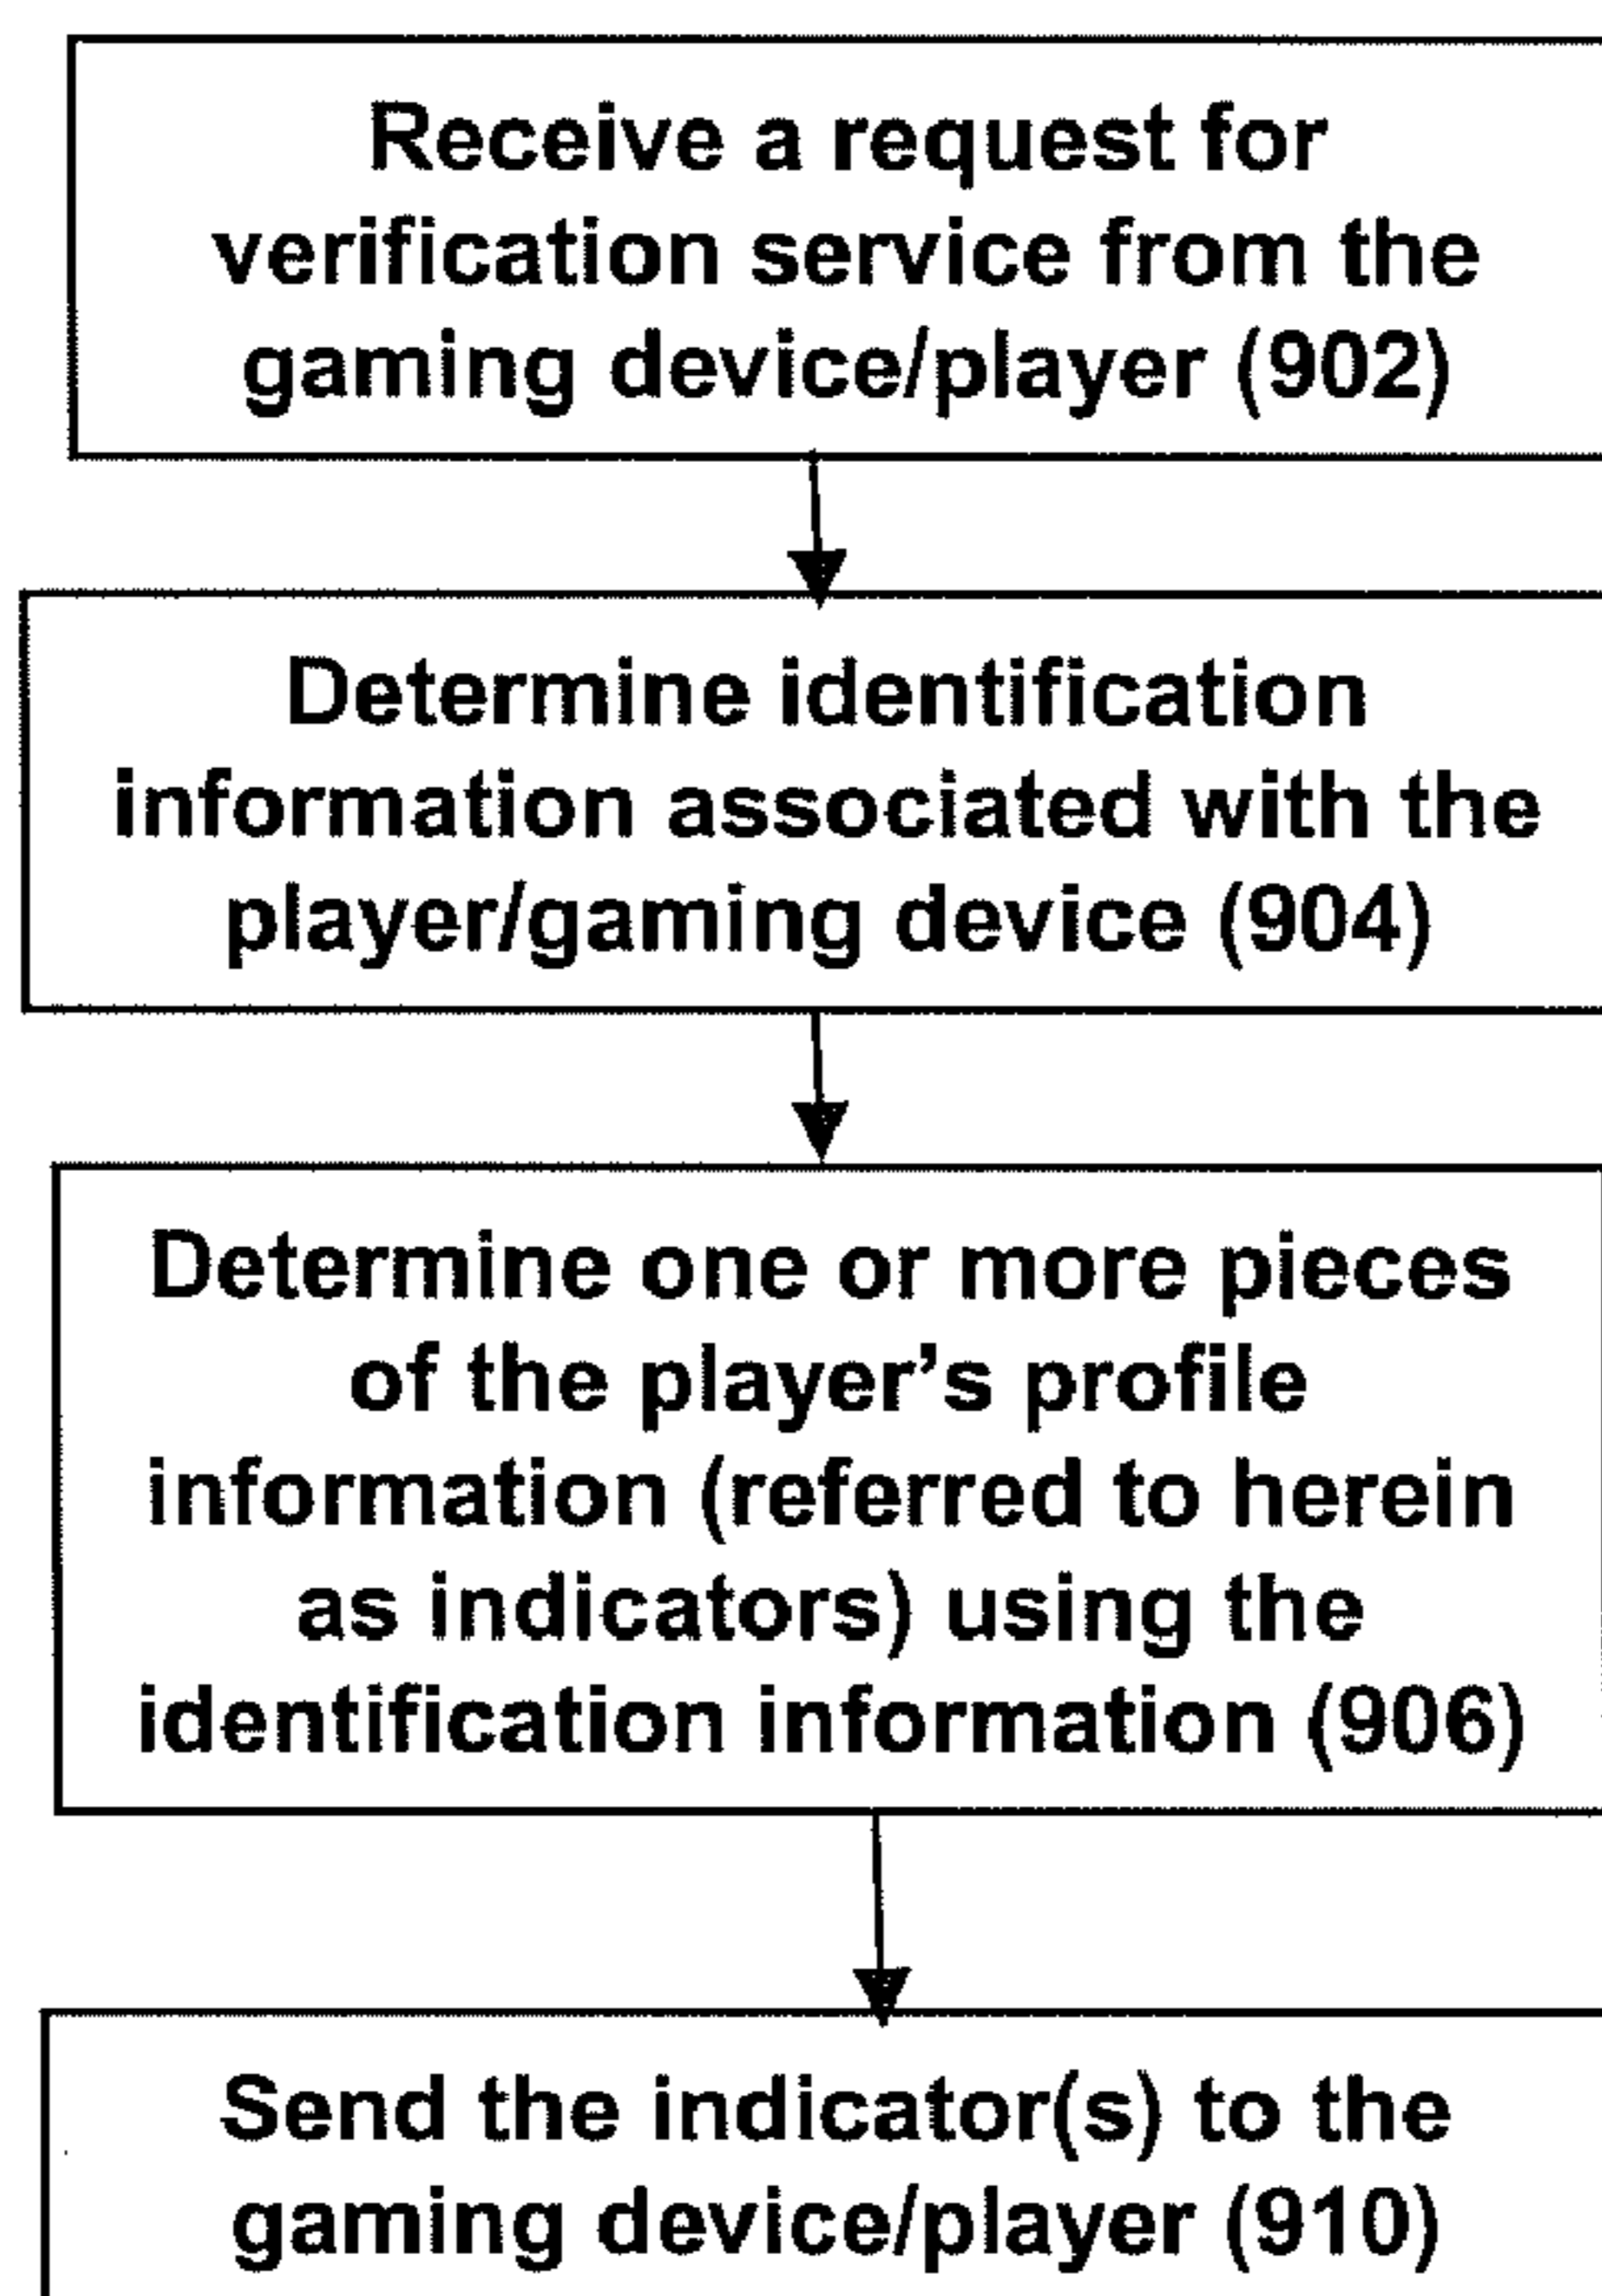 Receive a request for
verification service from the
gaming device/player (902)
Determine identification
information associated with the
player/gaming device (904)
Determine one or more pieces
of the player’s profile
information (referred to herein
as indicators) using the
identification information (906)
Send the indicator(s) to the
gaming device/player (910)